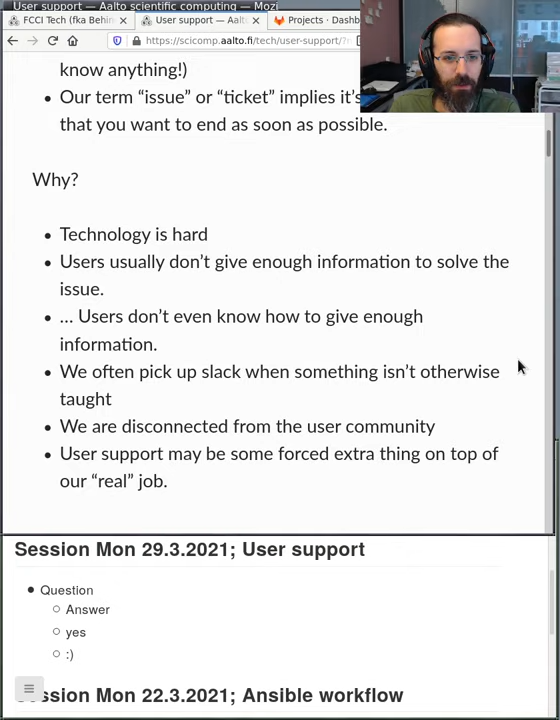 User support — Aalto scientific computing — Mozi
FCCI Tech (fka Behin
User support — Aalt
Projects · Dashb
https://scicomp.aalto.fi/tech/user-support/?
know anything!)
• Our term “issue” or “ticket” implies it’s
that you want to end as soon as possible.
Why?
• Technology is hard
• Users usually don’t give enough information to solve the
issue.
• ... Users don’t even know how to give enough
information.
• We often pick up slack when something isn’t otherwise
taught
• We are disconnected from the user community
• User support may be some forced extra thing on top of
our “real” job.
Session Mon 29.3.2021; User support
• Question
○ Answer
○ yes
○ :)
ssion Mon 22.3.2021; Ansible workflow